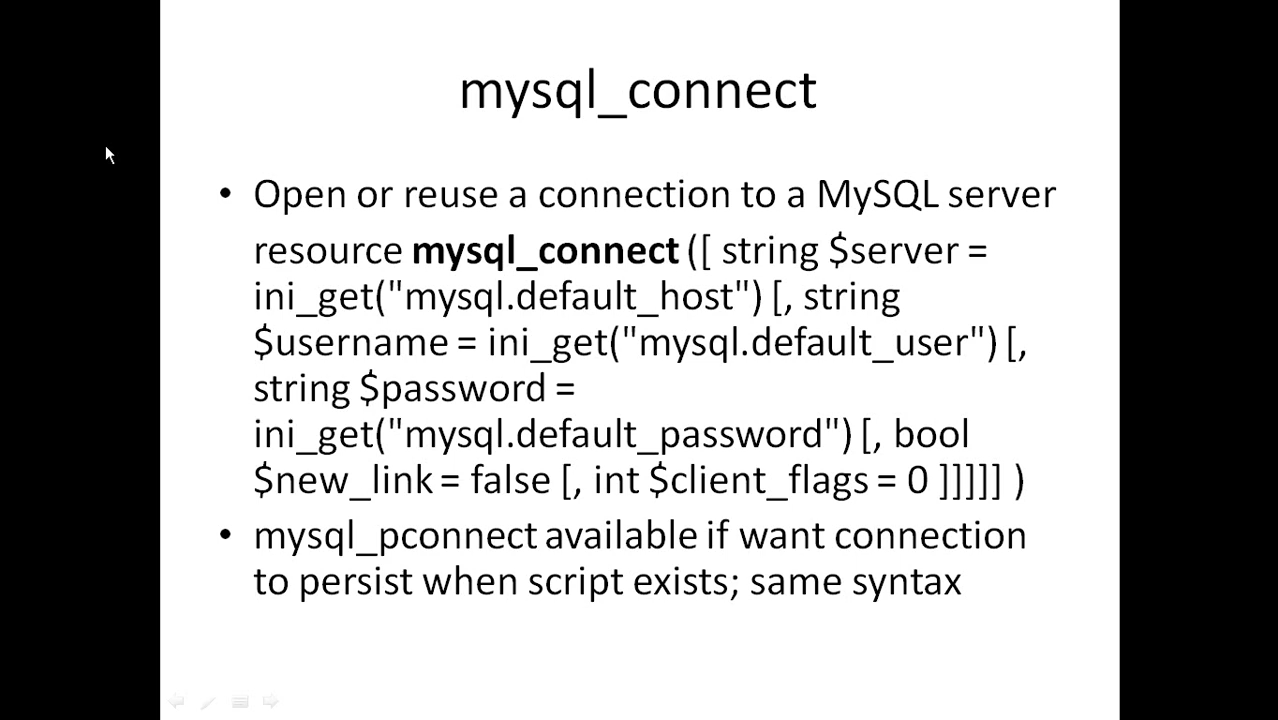 mysql_connect
• Open or reuse a connection to a MySQL server
resource mysql_connect ([ string $server =
ini_get("mysql.default_host") [, string
$username = ini_get("mysql.default_user") [,
string $password =
ini_get("mysql.default_password") [, bool
$new_link = false [, int $client_flags = 0 ]]]]] )
• mysql_pconnect available if want connection
to persist when script exists; same syntax